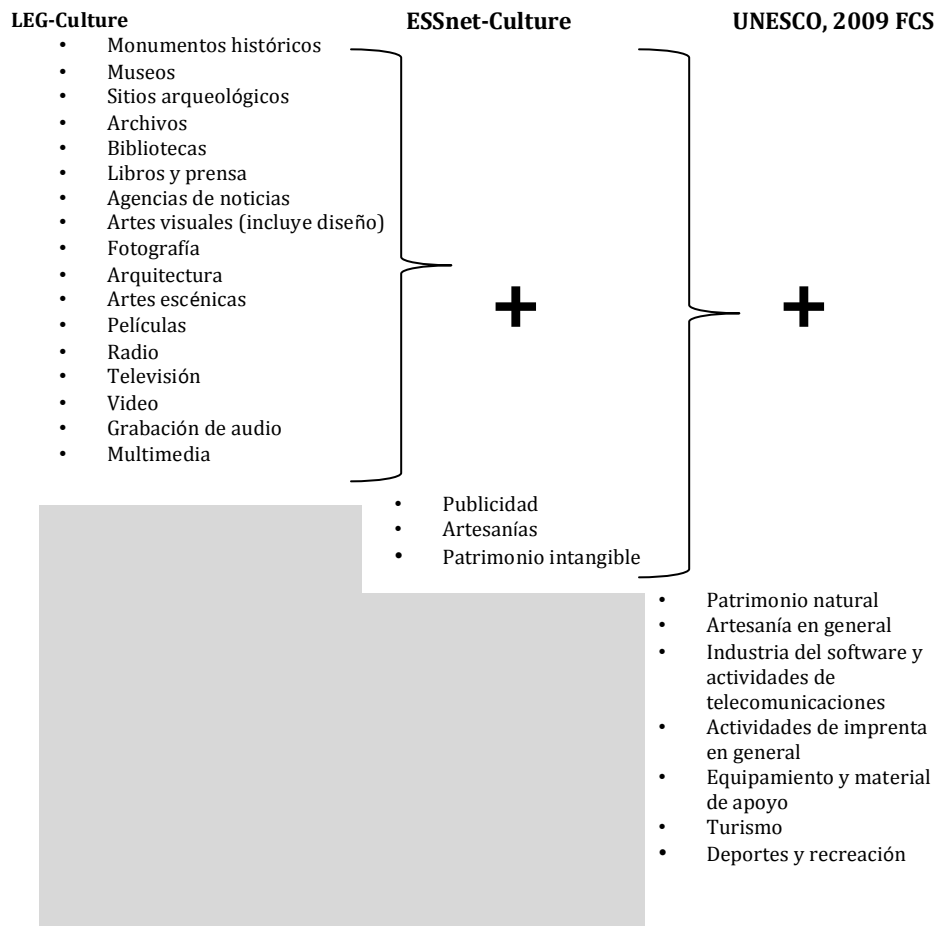 LEG-Culture
• Monumentos históricos
• Museos
• Sitios arqueológicos
• Archivos
• Bibliotecas
• Libros y prensa
• Agencias de noticias
• Artes visuales (incluye diseño)
• Fotografía
• Arquitectura
• Artes escénicas
• Películas
• Radio
• Televisión
• Video
• Grabación de audio
• Multimedia
ESSnet-Culture
+
• Publicidad
• Artesanías
• Patrimonio intangible
UNESCO, 2009 FCS
+
• Patrimonio natural
• Artesanía en general
• Industria del software y
actividades de
telecomunicaciones
• Actividades de imprenta
en general
• Equipamiento y material
de apoyo
• Turismo
• Deportes y recreación